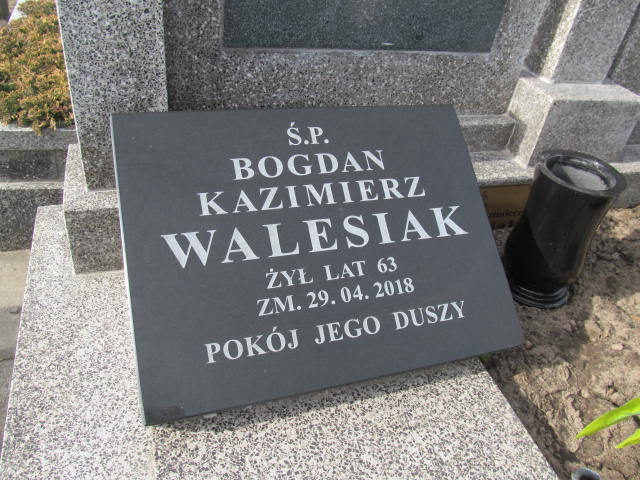 Ś.P.
BOGDAN
KAZIMIERZ
WALESIAK
ŻYŁ LAT 63
ZM. 29. 04. 2018
POKÓJ JEGO DUSZY